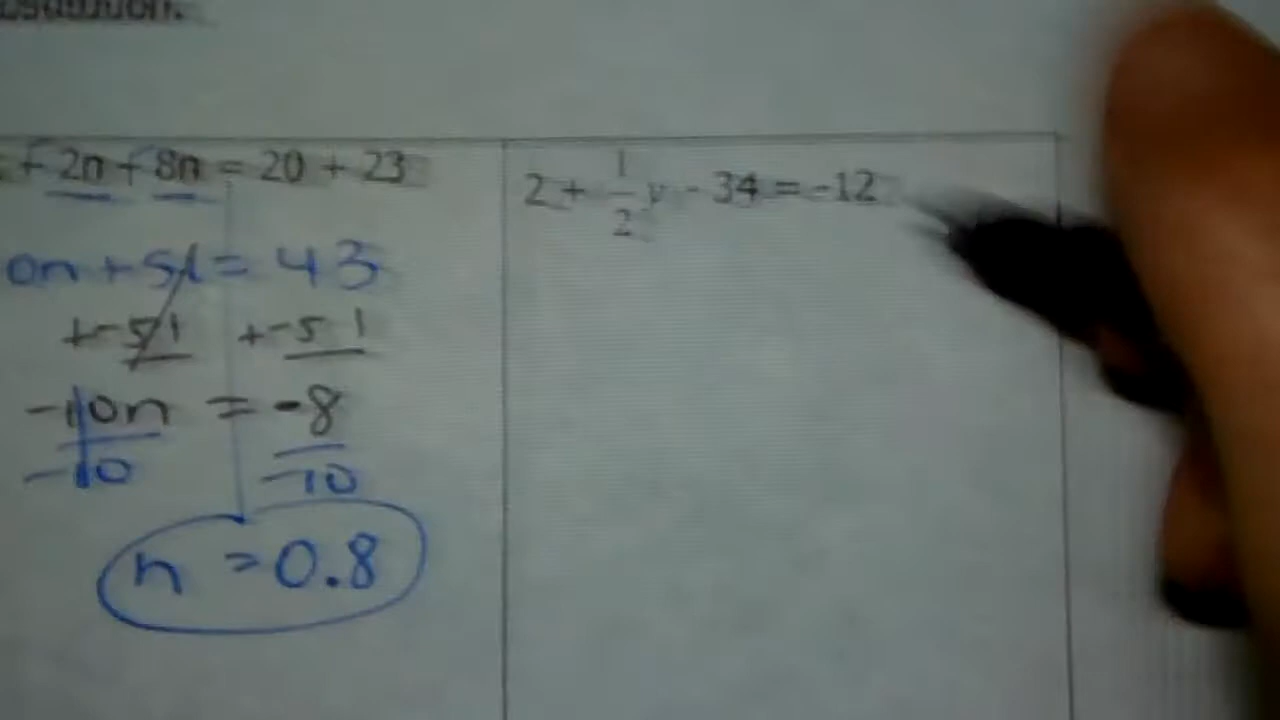 - 2n + 8n = 20 + 23
0n + 51 = 43
+-51 +-51
-10n = -8
-10 -10
n = 0.8
2 + 1/2 y - 34 = -12